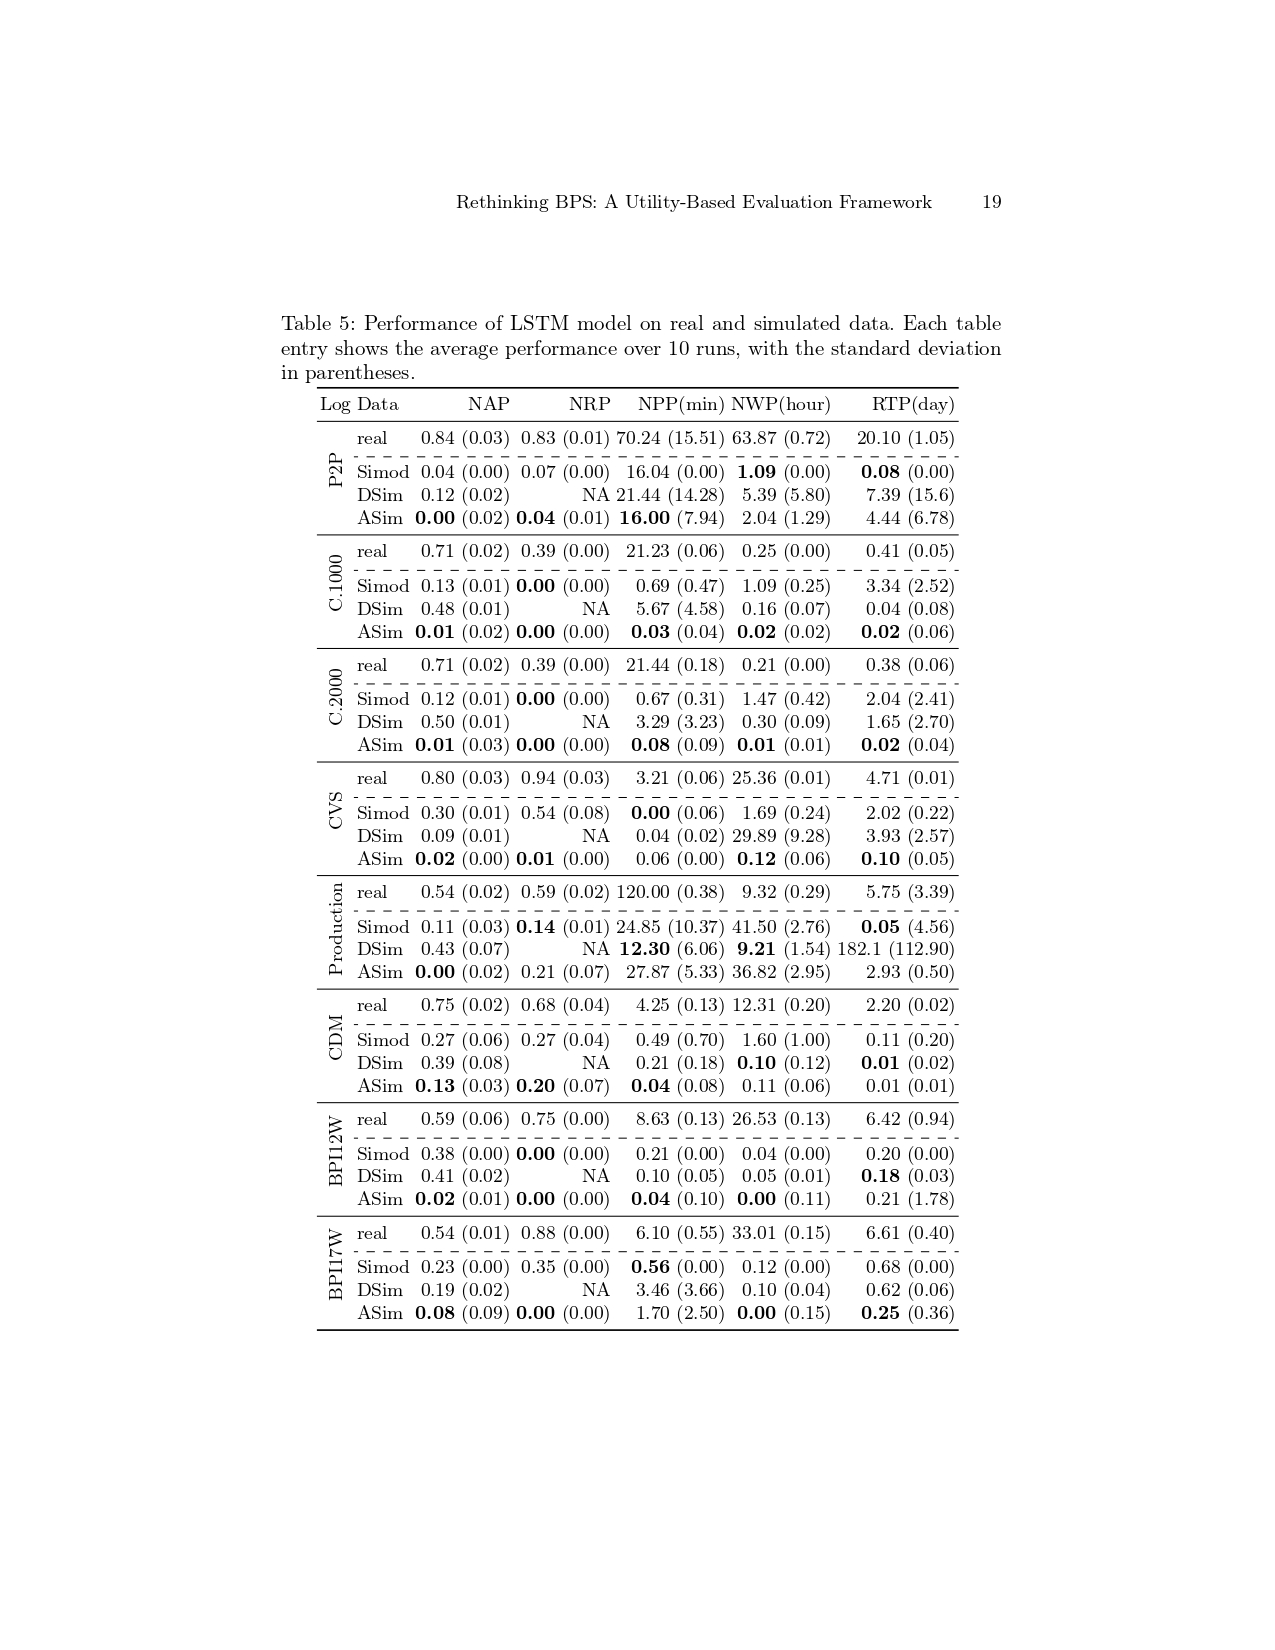 Rethinking BPS: A Utility-Based Evaluation Framework 19
Table 5: Performance of LSTM model on real and simulated data. Each table
entry shows the average performance over 10 runs, with the standard deviation
in parentheses.
Log Data NAP NRP NPP(min) NWP(hour) RTP(day)
P2P
real 0.84 (0.03) 0.83 (0.01) 70.24 (15.51) 63.87 (0.72) 20.10 (1.05)
Simod 0.04 (0.00) 0.07 (0.00) 16.04 (0.00) 1.09 (0.00) 0.08 (0.00)
DSim 0.12 (0.02) NA 21.44 (14.28) 5.39 (5.80) 7.39 (15.6)
ASim 0.00 (0.02) 0.04 (0.01) 16.00 (7.94) 2.04 (1.29) 4.44 (6.78)
C.1000
real 0.71 (0.02) 0.39 (0.00) 21.23 (0.06) 0.25 (0.00) 0.41 (0.05)
Simod 0.13 (0.01) 0.00 (0.00) 0.69 (0.47) 1.09 (0.25) 3.34 (2.52)
DSim 0.48 (0.01) NA 5.67 (4.58) 0.16 (0.07) 0.04 (0.08)
ASim 0.01 (0.02) 0.00 (0.00) 0.03 (0.04) 0.02 (0.02) 0.02 (0.06)
C.2000
real 0.71 (0.02) 0.39 (0.00) 21.44 (0.18) 0.21 (0.00) 0.38 (0.06)
Simod 0.12 (0.01) 0.00 (0.00) 0.67 (0.31) 1.47 (0.42) 2.04 (2.41)
DSim 0.50 (0.01) NA 3.29 (3.23) 0.30 (0.09) 1.65 (2.70)
ASim 0.01 (0.03) 0.00 (0.00) 0.08 (0.09) 0.01 (0.01) 0.02 (0.04)
CVS
real 0.80 (0.03) 0.94 (0.03) 3.21 (0.06) 25.36 (0.01) 4.71 (0.01)
Simod 0.30 (0.01) 0.54 (0.08) 0.00 (0.06) 1.69 (0.24) 2.02 (0.22)
DSim 0.09 (0.01) NA 0.04 (0.02) 29.89 (9.28) 3.93 (2.57)
ASim 0.02 (0.00) 0.01 (0.00) 0.06 (0.00) 0.12 (0.06) 0.10 (0.05)
Production
real 0.54 (0.02) 0.59 (0.02) 120.00 (0.38) 9.32 (0.29) 5.75 (3.39)
Simod 0.11 (0.03) 0.14 (0.01) 24.85 (10.37) 41.50 (2.76) 0.05 (4.56)
DSim 0.43 (0.07) NA 12.30 (6.06) 9.21 (1.54) 182.1 (112.90)
ASim 0.00 (0.02) 0.21 (0.07) 27.87 (5.33) 36.82 (2.95) 2.93 (0.50)
CDM
real 0.75 (0.02) 0.68 (0.04) 4.25 (0.13) 12.31 (0.20) 2.20 (0.02)
Simod 0.27 (0.06) 0.27 (0.04) 0.49 (0.70) 1.60 (1.00) 0.11 (0.20)
DSim 0.39 (0.08) NA 0.21 (0.18) 0.10 (0.12) 0.01 (0.02)
ASim 0.13 (0.03) 0.20 (0.07) 0.04 (0.08) 0.11 (0.06) 0.01 (0.01)
BPI12W
real 0.59 (0.06) 0.75 (0.00) 8.63 (0.13) 26.53 (0.13) 6.42 (0.94)
Simod 0.38 (0.00) 0.00 (0.00) 0.21 (0.00) 0.04 (0.00) 0.20 (0.00)
DSim 0.41 (0.02) NA 0.10 (0.05) 0.05 (0.01) 0.18 (0.03)
ASim 0.02 (0.01) 0.00 (0.00) 0.04 (0.10) 0.00 (0.11) 0.21 (1.78)
BPI17W
real 0.54 (0.01) 0.88 (0.00) 6.10 (0.55) 33.01 (0.15) 6.61 (0.40)
Simod 0.23 (0.00) 0.35 (0.00) 0.56 (0.00) 0.12 (0.00) 0.68 (0.00)
DSim 0.19 (0.02) NA 3.46 (3.66) 0.10 (0.04) 0.62 (0.06)
ASim 0.08 (0.09) 0.00 (0.00) 1.70 (2.50) 0.00 (0.15) 0.25 (0.36)